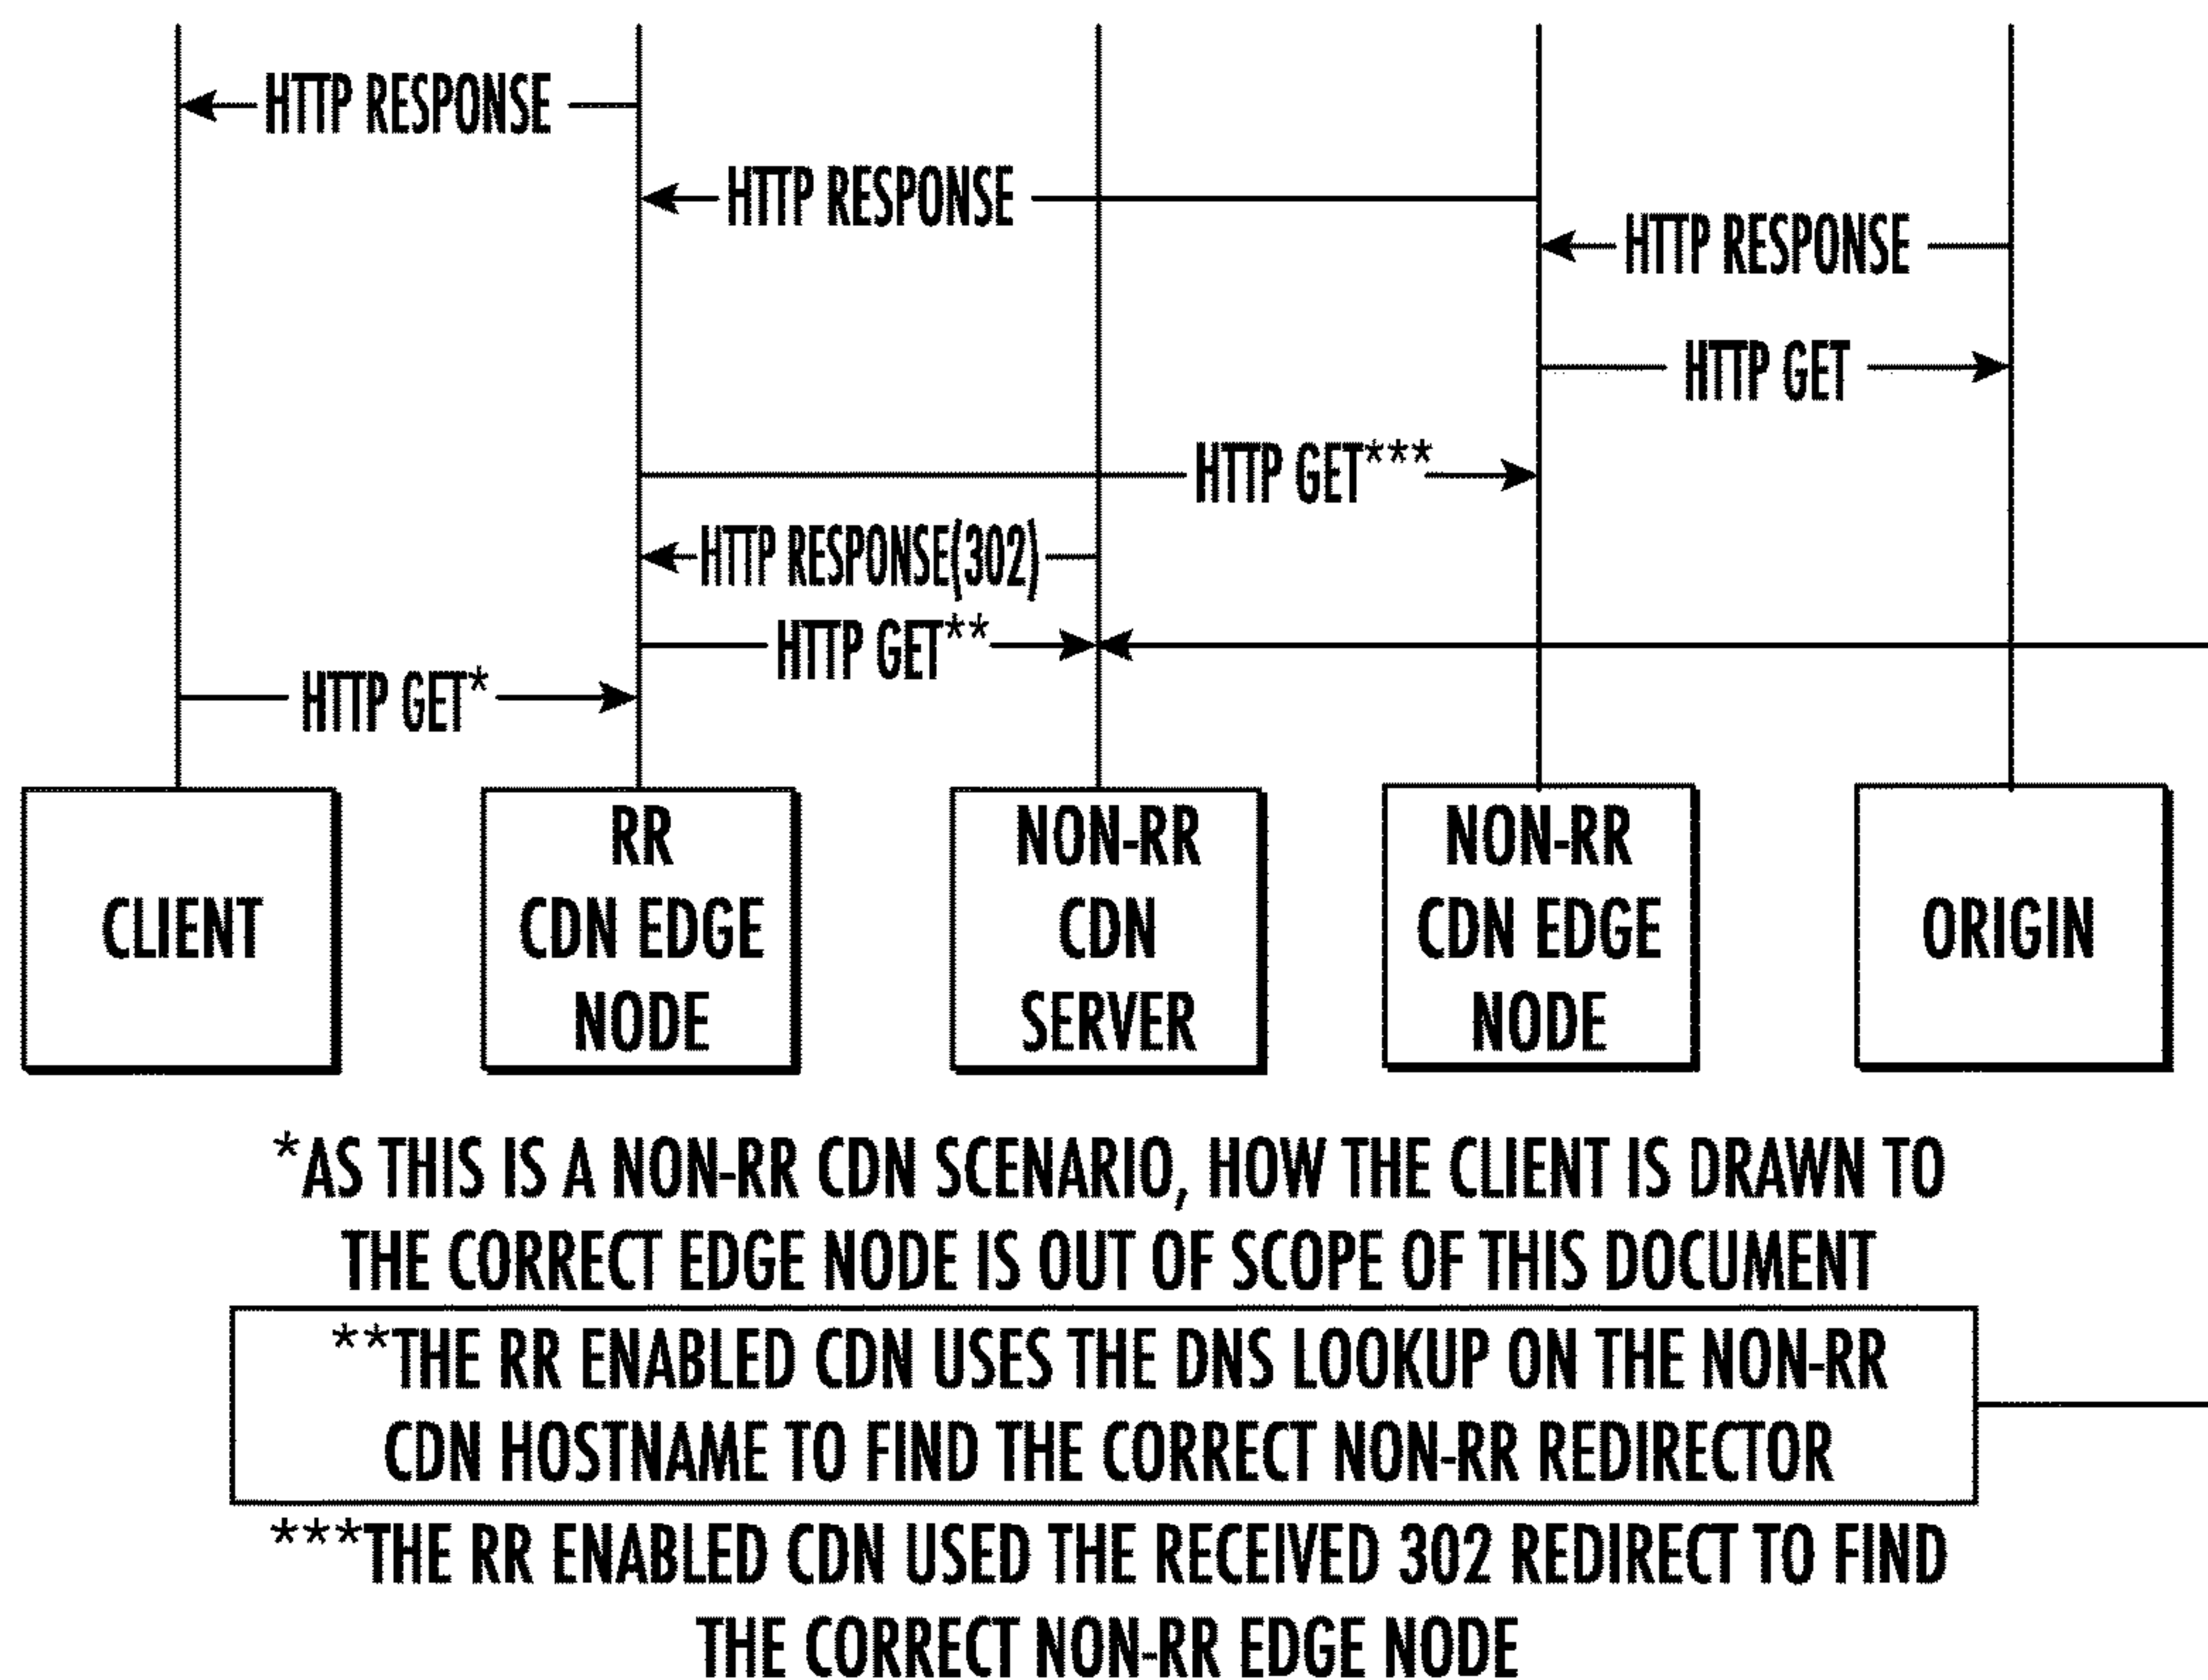 HTTP RESPONSE
HTTP RESPONSE
HTTP RESPONSE
HTTP GET
HTTP GET***
HTTP RESPONSE(302)
HTTP GET**
HTTP GET*
CLIENT
RR
CDN EDGE
NODE
NON-RR
CDN
SERVER
NON-RR
CDN EDGE
NODE
ORIGIN
*AS THIS IS A NON-RR CDN SCENARIO, HOW THE CLIENT IS DRAWN TO
THE CORRECT EDGE NODE IS OUT OF SCOPE OF THIS DOCUMENT
**THE RR ENABLED CDN USES THE DNS LOOKUP ON THE NON-RR
CDN HOSTNAME TO FIND THE CORRECT NON-RR REDIRECTOR
***THE RR ENABLED CDN USED THE RECEIVED 302 REDIRECT TO FIND
THE CORRECT NON-RR EDGE NODE